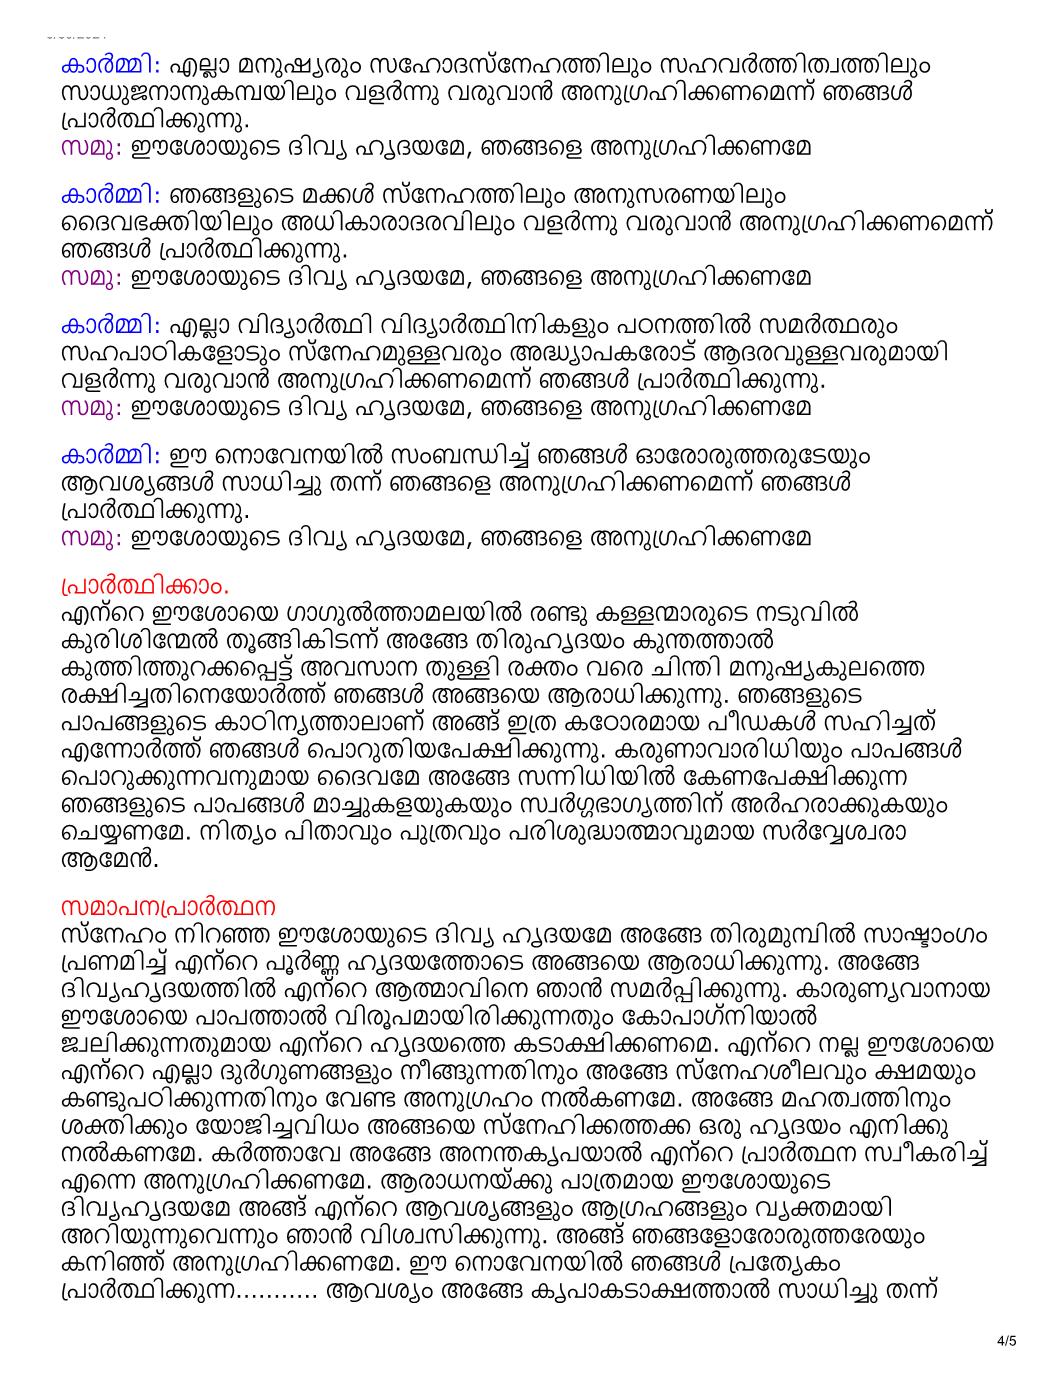 കാർമ്മി: എല്ലാ മനുഷ്യരും സഹോദസ്നേഹത്തിലും സഹവർത്തിത്വത്തിലും
സാധുജനാനുകമ്പയിലും വളർന്നു വരുവാൻ അനുഗ്രഹിക്കണമെന്ന് ഞങ്ങൾ
പ്രാർത്ഥിക്കുന്നു.
സമൂ: ഈശോയുടെ ദിവ്യ ഹൃദയമേ, ഞങ്ങളെ അനുഗ്രഹിക്കണമേ
കാർമ്മി: ഞങ്ങളുടെ മക്കൾ സ്നേഹത്തിലും അനുസരണയിലും
ദൈവഭക്തിയിലും അധികാരാദരവിലും വളർന്നു വരുവാൻ അനുഗ്രഹിക്കണമെന്ന്
ഞങ്ങൾ പ്രാർത്ഥിക്കുന്നു.
സമൂ: ഈശോയുടെ ദിവ്യ ഹൃദയമേ, ഞങ്ങളെ അനുഗ്രഹിക്കണമേ
കാർമ്മി: എല്ലാ വിദ്യാർത്ഥി വിദ്യാർത്ഥിനികളും പഠനത്തിൽ സമർത്ഥരും
സഹപാഠികളോടും സ്നേഹമുള്ളവരും അദ്ധ്യാപകരോട് ആദരവുള്ളവരുമായി
വളർന്നു വരുവാൻ അനുഗ്രഹിക്കണമെന്ന് ഞങ്ങൾ പ്രാർത്ഥിക്കുന്നു.
സമൂ: ഈശോയുടെ ദിവ്യ ഹൃദയമേ, ഞങ്ങളെ അനുഗ്രഹിക്കണമേ
കാർമ്മി: ഈ നൊവേനയിൽ സംബന്ധിച്ച് ഞങ്ങൾ ഓരോരുത്തരുടേയും
ആവശ്യങ്ങൾ സാധിച്ചു തന്ന് ഞങ്ങളെ അനുഗ്രഹിക്കണമെന്ന് ഞങ്ങൾ
പ്രാർത്ഥിക്കുന്നു.
സമൂ: ഈശോയുടെ ദിവ്യ ഹൃദയമേ, ഞങ്ങളെ അനുഗ്രഹിക്കണമേ
പ്രാർത്ഥിക്കാം.
എന്റെ ഈശോയെ ഗാഗുൽത്താമലയിൽ രണ്ടു കള്ളന്മാരുടെ നടുവിൽ
കുരിശിന്മേൽ തൂങ്ങികിടന്ന് അങ്ങേ തിരുഹൃദയം കുന്തത്താൽ
കുത്തിത്തുറക്കപ്പെട്ട് അവസാന തുള്ളി രക്തം വരെ ചിന്തി മനുഷ്യകുലത്തെ
രക്ഷിച്ചതിനെയോർത്ത് ഞങ്ങൾ അങ്ങയെ ആരാധിക്കുന്നു. ഞങ്ങളുടെ
പാപങ്ങളുടെ കാഠിന്യത്താലാണ് അങ്ങ് ഇത്ര കഠോരമായ പീഡകൾ സഹിച്ചത്
എന്നോർത്ത് ഞങ്ങൾ പൊറുതിയപേക്ഷിക്കുന്നു. കരുണാവാരിധിയും പാപങ്ങൾ
പൊറുക്കുന്നവനുമായ ദൈവമേ അങ്ങേ സന്നിധിയിൽ കേണപേക്ഷിക്കുന്ന
ഞങ്ങളുടെ പാപങ്ങൾ മാച്ചുകളയുകയും സ്വർഗ്ഗഭാഗ്യത്തിന് അർഹരാക്കുകയും
ചെയ്യണമേ. നിത്യം പിതാവും പുത്രവും പരിശുദ്ധാത്മാവുമായ സർവ്വേശ്വരാ
ആമേൻ.
സമാപനപ്രാർത്ഥന
സ്നേഹം നിറഞ്ഞ ഈശോയുടെ ദിവ്യ ഹൃദയമേ അങ്ങേ തിരുമുമ്പിൽ സാഷ്ടാംഗം
പ്രണമിച്ച് എന്റെ പൂർണ്ണ ഹൃദയത്തോടെ അങ്ങയെ ആരാധിക്കുന്നു. അങ്ങേ
ദിവ്യഹൃദയത്തിൽ എന്റെ ആത്മാവിനെ ഞാൻ സമർപ്പിക്കുന്നു. കാരുണ്യവാനായ
ഈശോയെ പാപത്താൽ വിരൂപമായിരിക്കുന്നതും കോപാഗ്നിയാൽ
ജ്വലിക്കുന്നതുമായ എന്റെ ഹൃദയത്തെ കടാക്ഷിക്കണമെ. എന്റെ നല്ല ഈശോയെ
എന്റെ എല്ലാ ദുർഗുണങ്ങളും നീങ്ങുന്നതിനും അങ്ങേ സ്നേഹശീലവും ക്ഷമയും
കണ്ടുപഠിക്കുന്നതിനും വേണ്ട അനുഗ്രഹം നൽകണമേ. അങ്ങേ മഹത്വത്തിനും
ശക്തിക്കും യോജിച്ചവിധം അങ്ങയെ സ്നേഹിക്കത്തക്ക ഒരു ഹൃദയം എനിക്കു
നൽകണമേ. കർത്താവേ അങ്ങേ അനന്തകൃപയാൽ എന്റെ പ്രാർത്ഥന സ്വീകരിച്ച്
എന്നെ അനുഗ്രഹിക്കണമേ. ആരാധനയ്ക്കു പാത്രമായ ഈശോയുടെ
ദിവ്യഹൃദയമേ അങ്ങ് എന്റെ ആവശ്യങ്ങളും ആഗ്രഹങ്ങളും വ്യക്തമായി
അറിയുന്നുവെന്നും ഞാൻ വിശ്വസിക്കുന്നു. അങ്ങ് ഞങ്ങളോരോരുത്തരേയും
കനിഞ്ഞ് അനുഗ്രഹിക്കണമേ. ഈ നൊവേനയിൽ ഞങ്ങൾ പ്രത്യേകം
പ്രാർത്ഥിക്കുന്ന........... ആവശ്യം അങ്ങേ കൃപാകടാക്ഷത്താൽ സാധിച്ചു തന്ന്
4/5